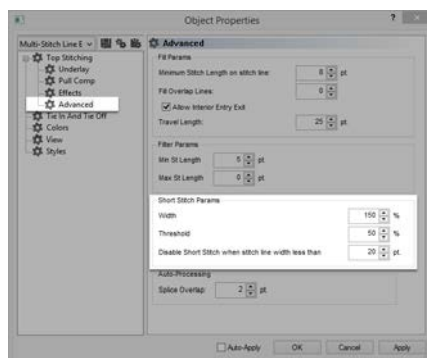 Object Properties
?
Multi-Stitch Line E
Top Stitching
Underlay
Pull Comp
Effects
Advanced
Tie In And Tie Off
Colors
View
Styles
Advanced
Fill Params
Minimum Stitch Length on stitch line: 8 pt
Fill Overlap Lines: 0
Allow Interior Entry Exit
Travel Length: 25 pt
Filter Params
Min St Length 5 pt
Max St Length 0 pt
Short Stitch Params
Width 150 %
Threshold 50 %
Disable Short Stitch when stitch line width less than 20 pt.
Auto-Processing
Splice Overlap 2 pt
Auto-Apply OK Cancel Apply